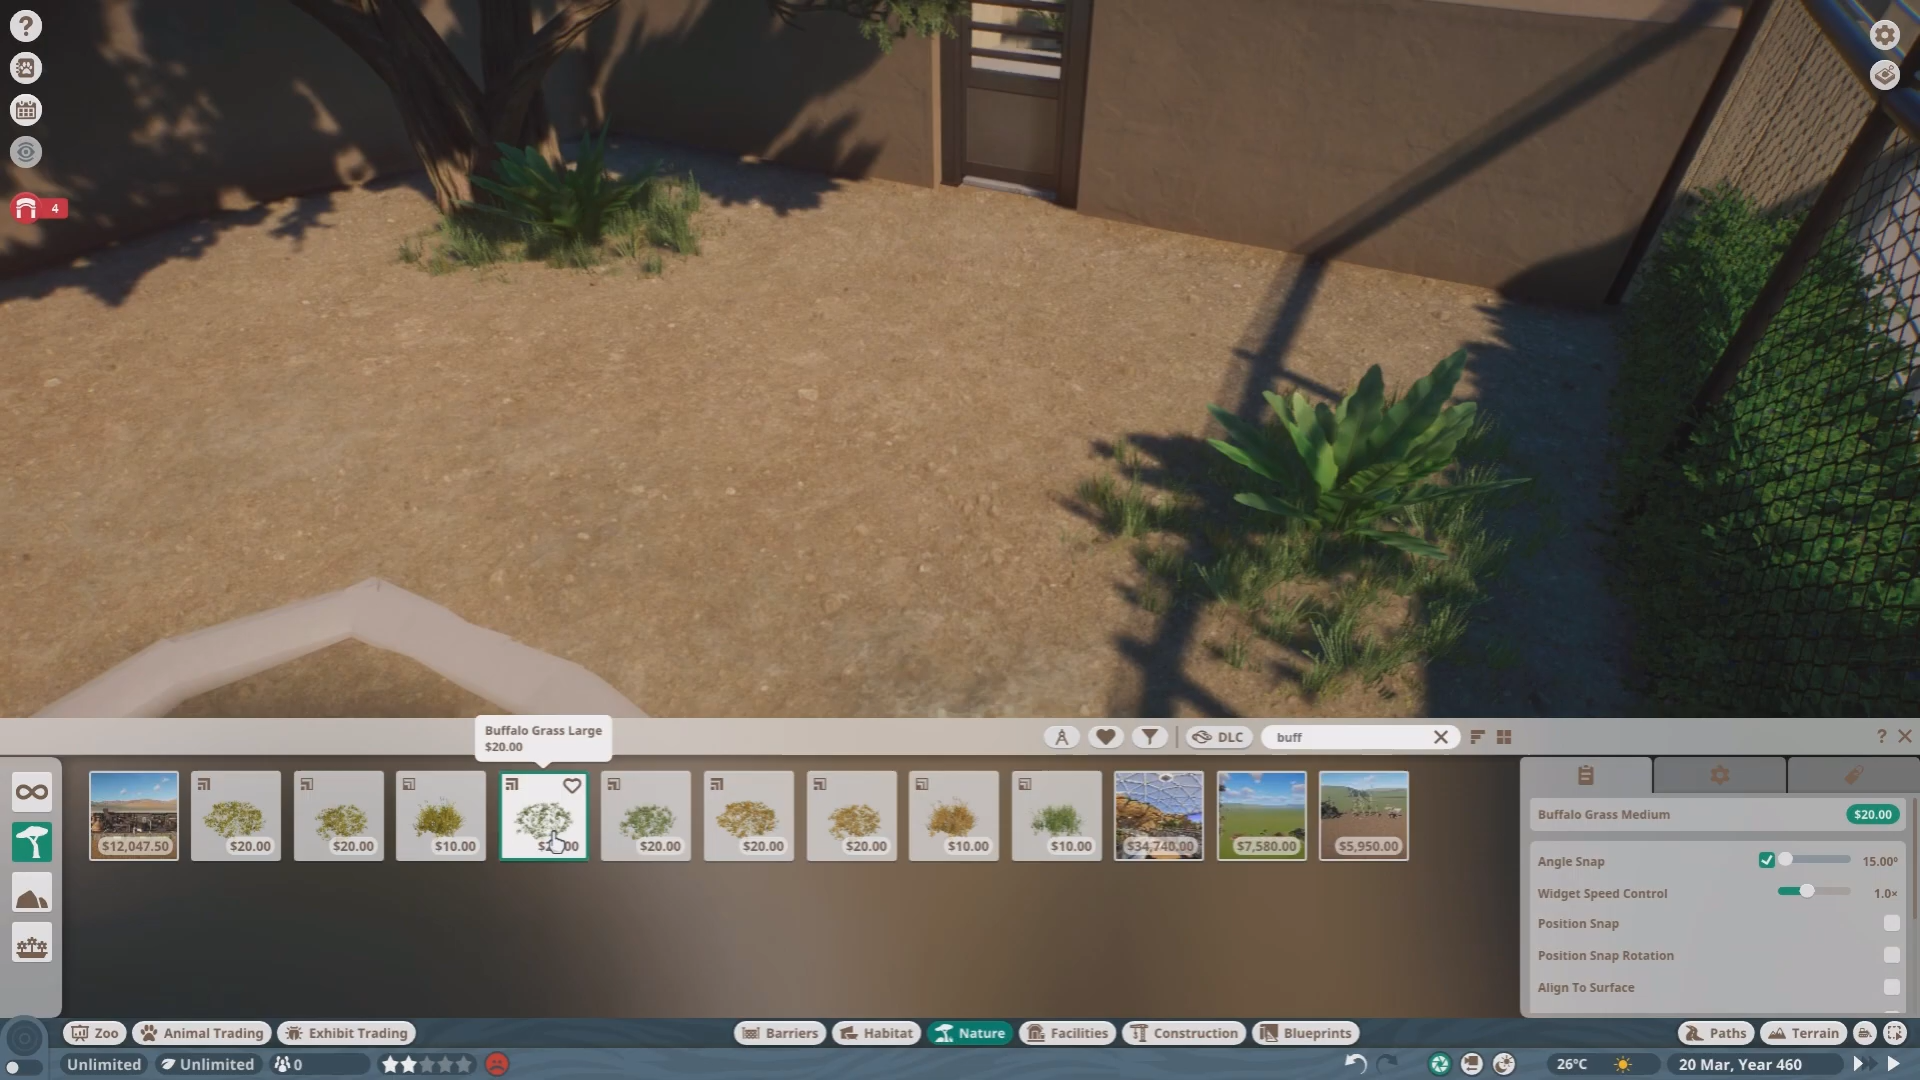 4
Buffalo Grass Large
$20.00
DLC
buff
?
$12,047.50
$20.00
$20.00
$10.00
$20.00
$20.00
$20.00
$10.00
$10.00
$34,740.00
$7,580.00
$5,950.00
Buffalo Grass Medium
$20.00
Angle Snap
15.00°
Widget Speed Control
1.0×
Position Snap
Position Snap Rotation
Align To Surface
Zoo
Animal Trading
Exhibit Trading
Barriers
Habitat
Nature
Facilities
Construction
Blueprints
Paths
Terrain
Unlimited
Unlimited
0
26°C
20 Mar, Year 460